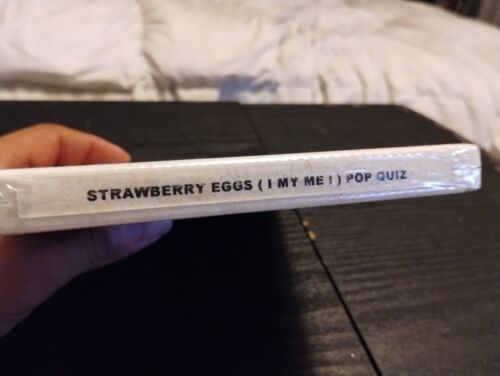 STRAWBERRY EGGS ( I MY ME ! ) POP QUIZ